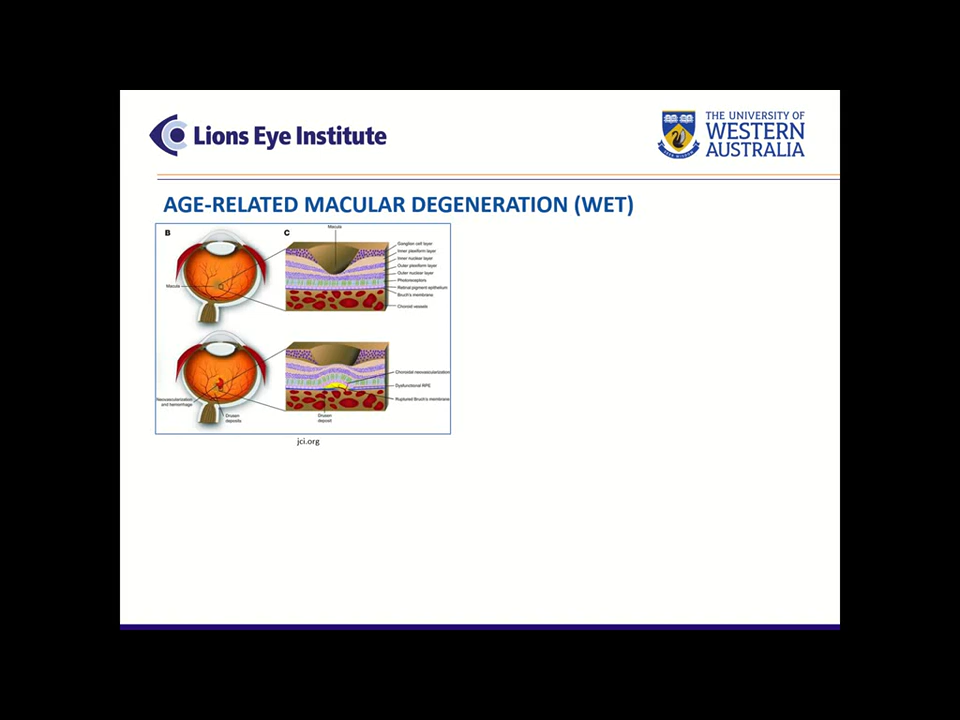 Lions Eye Institute
THE UNIVERSITY OF
WESTERN
AUSTRALIA
AGE-RELATED MACULAR DEGENERATION (WET)
B
C
Macula
Macula
Ganglion cell layer
Inner plexiform layer
Inner nuclear layer
Outer plexiform layer
Outer nuclear layer
Photoreceptors
Retinal pigment epithelium
Bruch's membrane
Choroid vessels
Neovascularization
and hemorrhage
Drusen
deposits
Drusen
deposit
Choroidal neovascularization
Dysfunctional RPE
Ruptured Bruch's membrane
jci.org